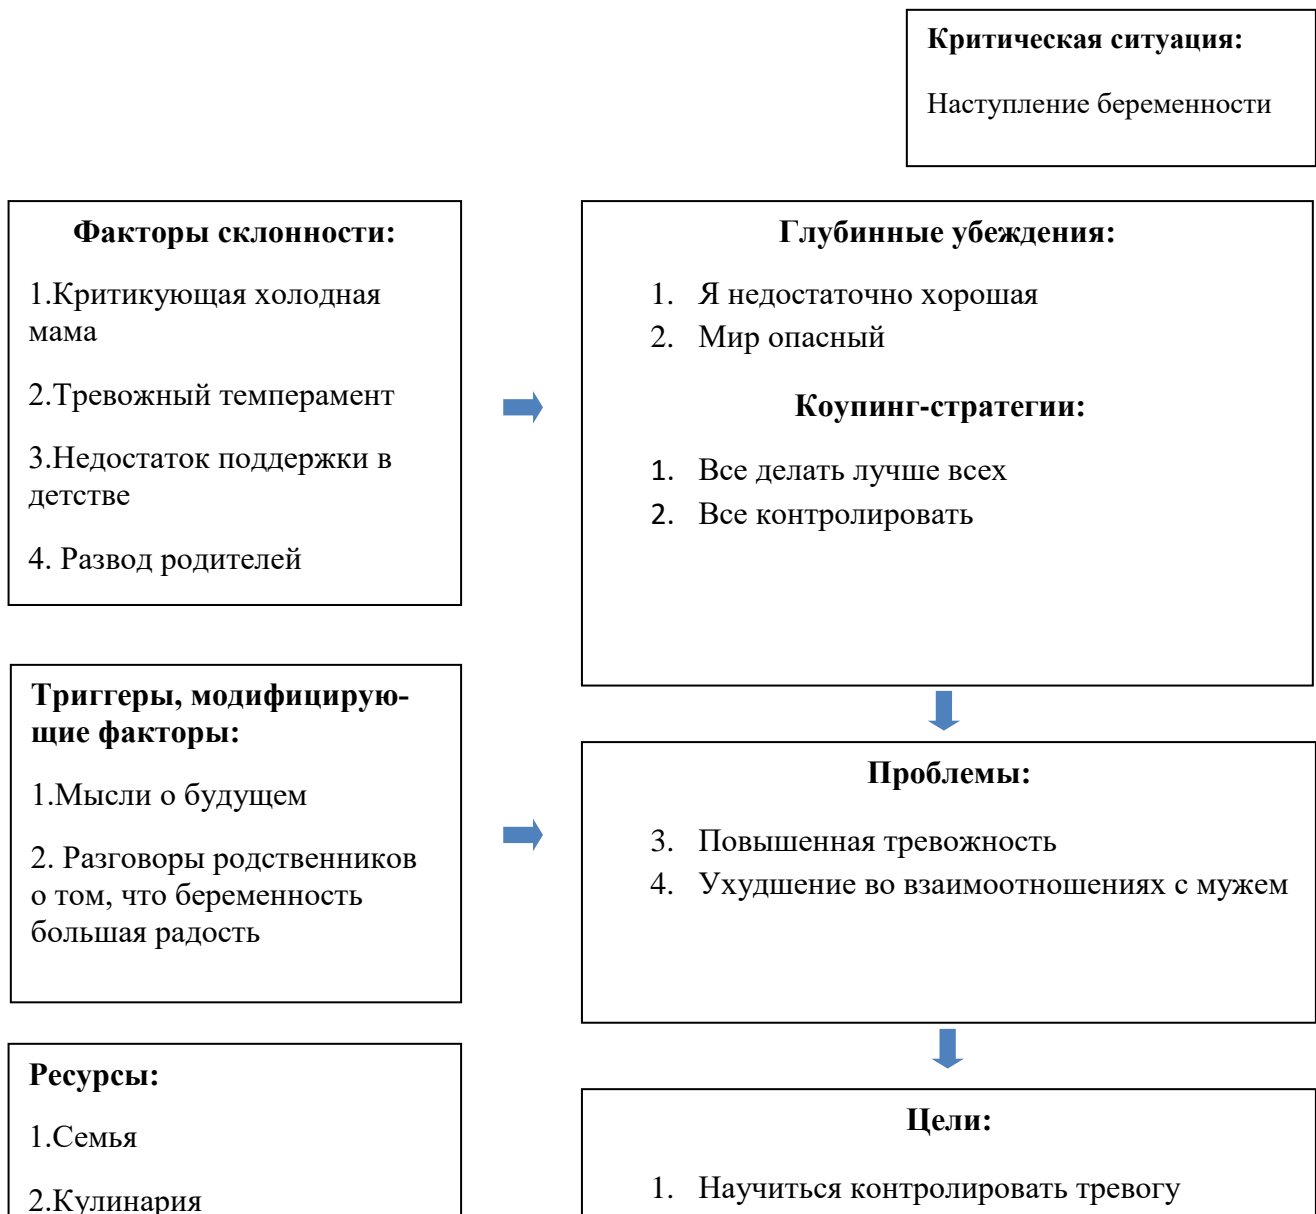 Критическая ситуация:
Наступление беременности
Факторы склонности:
1.Критикующая холодная
мама
2.Тревожный темперамент
3.Недостаток поддержки в
детстве
4. Развод родителей
Глубинные убеждения:
1. Я недостаточно хорошая
2. Мир опасный
Коупинг-стратегии:
1. Все делать лучше всех
2. Все контролировать
Триггеры, модифицирую-
щие факторы:
1.Мысли о будущем
2. Разговоры родственников
о том, что беременность
большая радость
Проблемы:
3. Повышенная тревожность
4. Ухудшение во взаимоотношениях с мужем
Ресурсы:
1.Семья
2.Кулинария
Цели:
1. Научиться контролировать тревогу